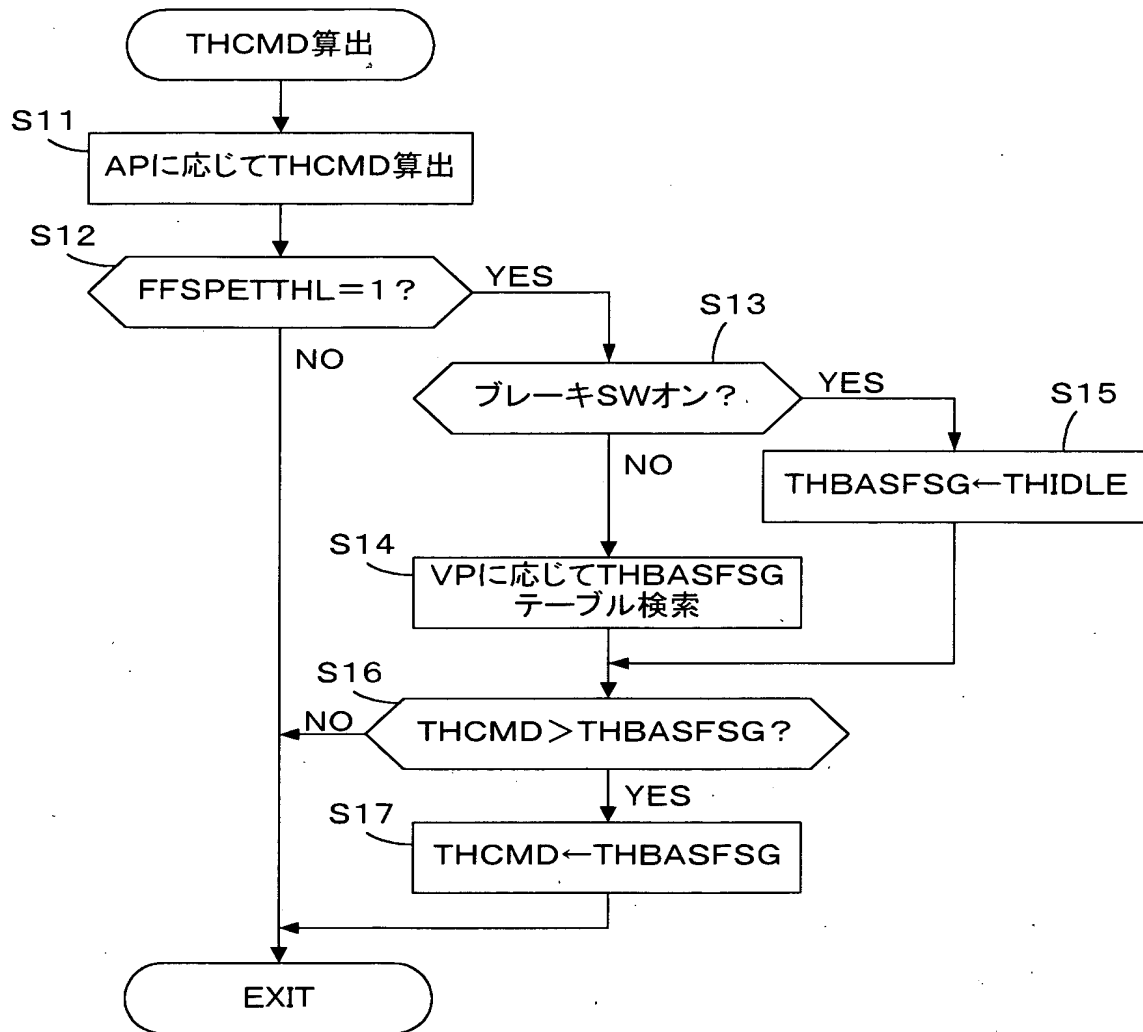 THCMD算出
S11
APに応じてTHCMD算出
S12
FFSPETTHL=1?
YES
NO
S13
ブレーキSWオン?
YES
NO
S15
THBASFSG←THIDLE
S14
VPに応じてTHBASFSG
テーブル検索
S16
THCMD>THBASFSG?
NO
YES
S17
THCMD←THBASFSG
EXIT